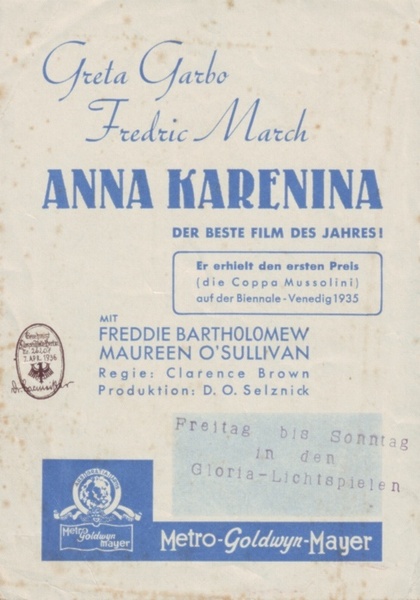 Greta Garbo
Fredric March
ANNA KARENINA
DER BESTE FILM DES JAHRES!
Er erhielt den ersten Preis
(die Coppa Mussolini)
auf der Biennale-Venedig 1935
MIT
FREDDIE BARTHOLOMEW
MAUREEN O'SULLIVAN
Regie: Clarence Brown
Produktion: D. O. Selznick
Freitag bis Sonntag
in den
Gloria-Lichtspielen
Metro
Goldwyn
Mayer
Metro-Goldwyn-Mayer